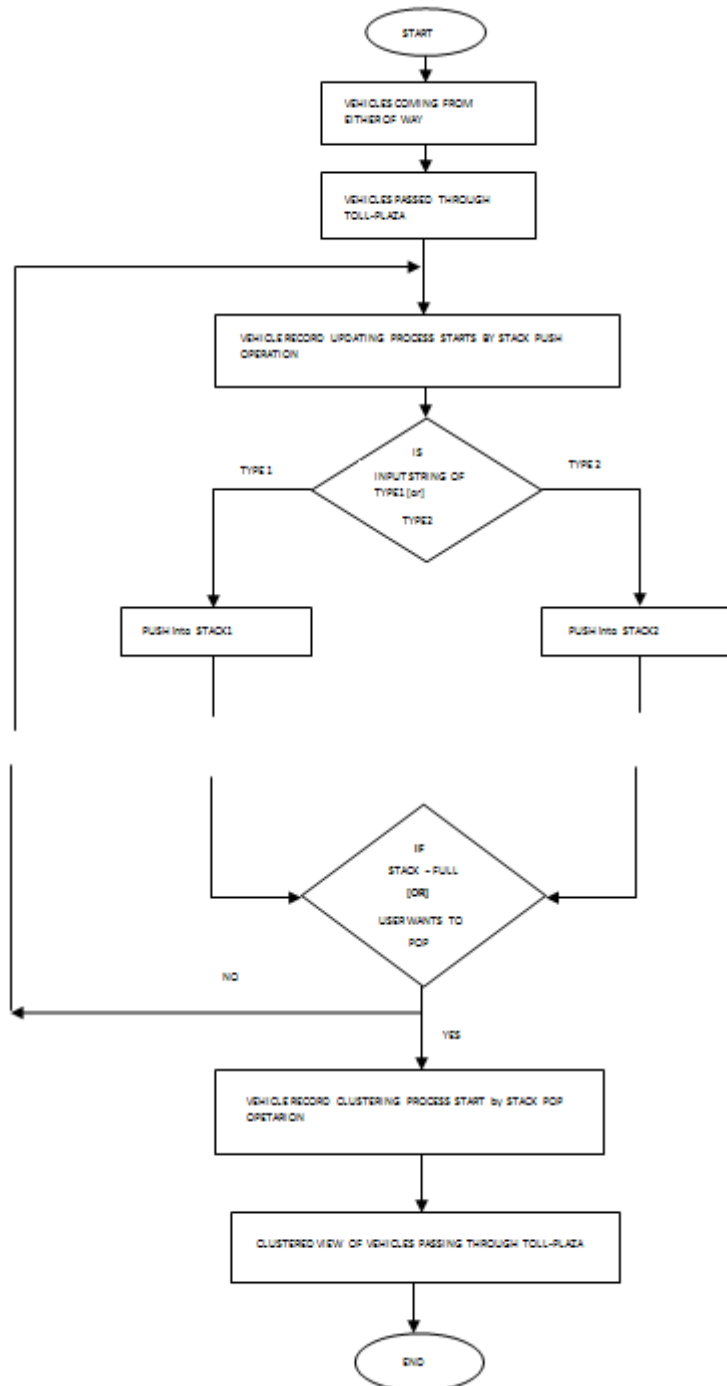 START
VEHICLES COMING FROM
EITHER OF WAY
VEHICLES PASSED THROUGH
TOLL-PLAZA
VEHICLE RECORD UPDATING PROCESS STARTS BY STACK PUSH
OPERATION
IS
INPUT STRING OF
TYPE1 [or]
TYPE2
TYPE 1
TYPE 2
PUSH into STACK1
PUSH into STACK2
IF
STACK - FULL
[OR]
USER WANTS TO
POP
NO
YES
VEHICLE RECORD CLUSTERING PROCESS START by STACK POP
OPETARION
CLUSTERED VIEW OF VEHICLES PASSING THROUGH TOLL-PLAZA
END